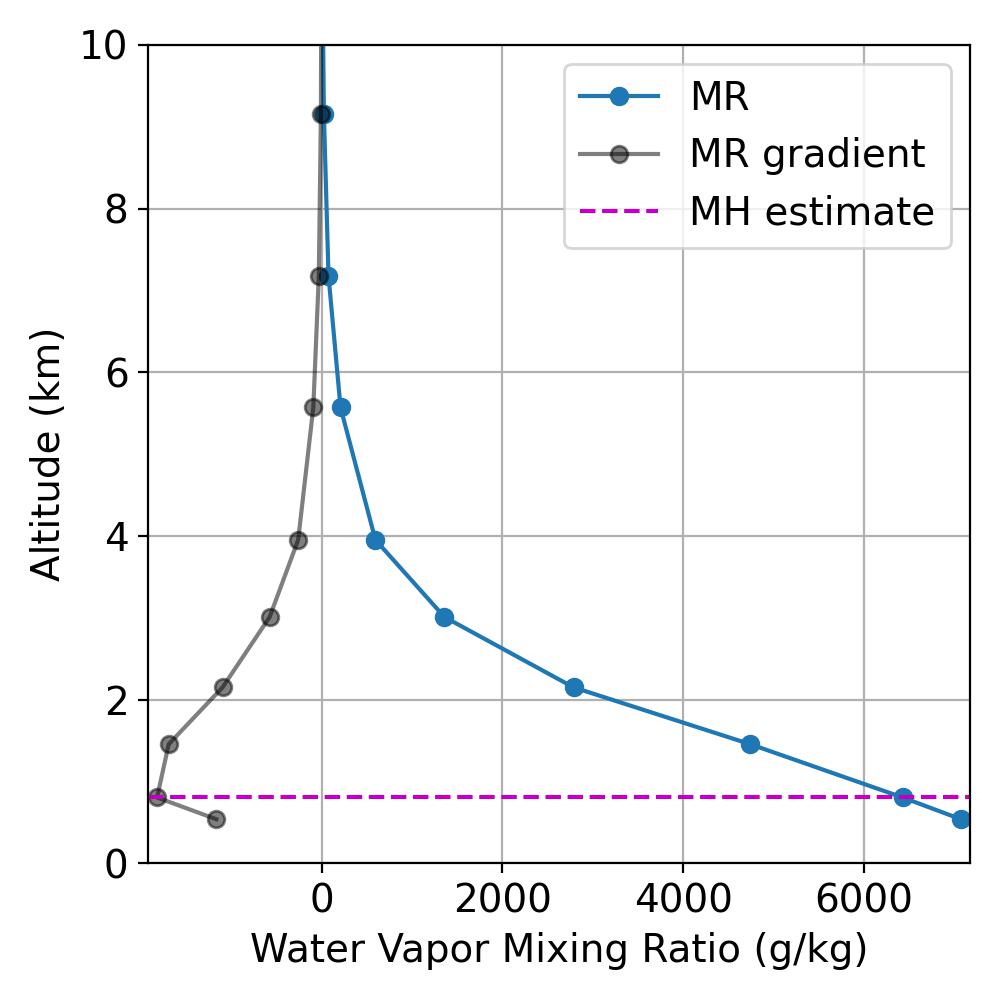 10
8
6
4
2
0
Altitude (km)
MR
MR gradient
MH estimate
0 2000 4000 6000
Water Vapor Mixing Ratio (g/kg)